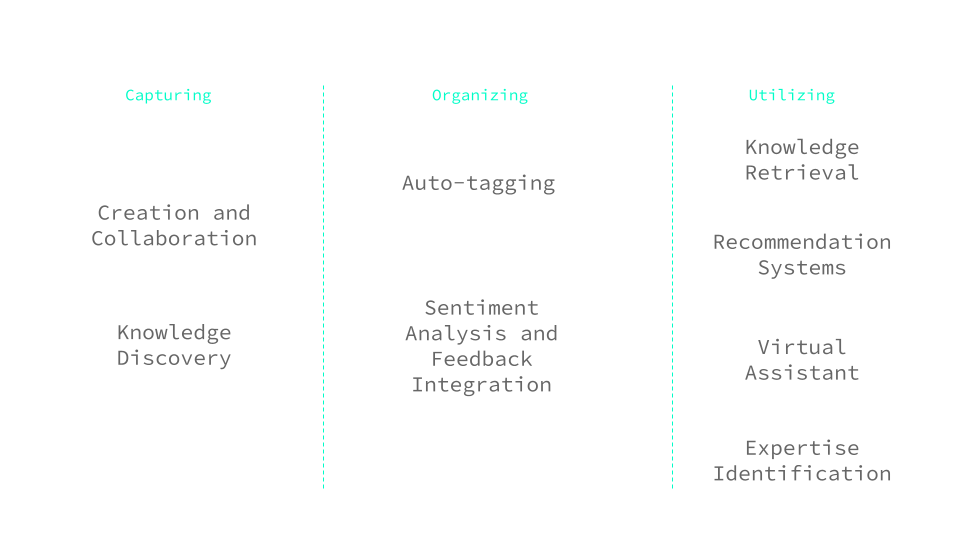 Capturing
Creation and
Collaboration
Knowledge
Discovery
Organizing
Auto-tagging
Sentiment
Analysis and
Feedback
Integration
Utilizing
Knowledge
Retrieval
Recommendation
Systems
Virtual
Assistant
Expertise
Identification